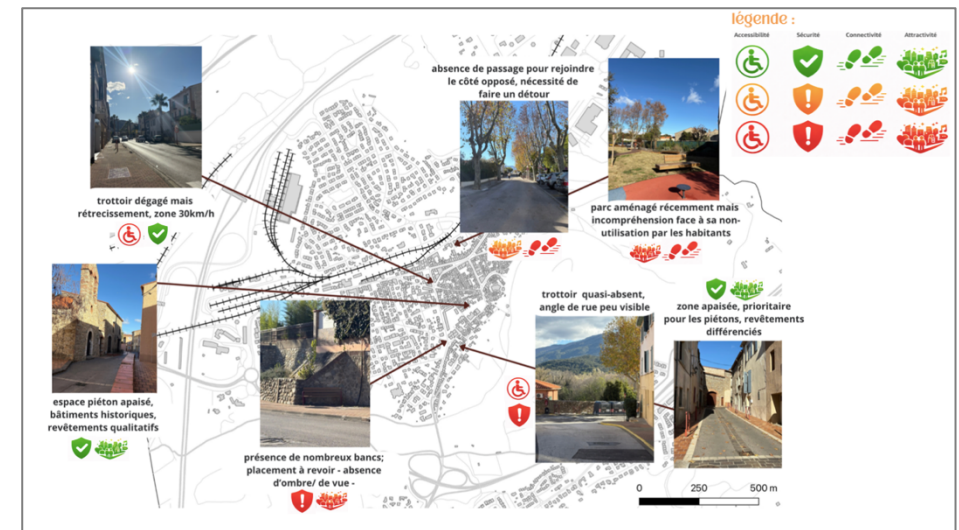 légende :
Accessibilité Sécurité Connectivité Attractivité
absence de passage pour rejoindre
le côté opposé, nécessité de
faire un détour
trottoir dégagé mais
rétrecissement, zone 30km/h
parc aménagé récemment mais
incompréhension face à sa non-
utilisation par les habitants
trottoir quasi-absent,
angle de rue peu visible
zone apaisée, prioritaire
pour les piétons, revêtements
différenciés
espace piéton apaisé,
bâtiments historiques,
revêtements qualitatifs
présence de nombreux bancs;
placement à revoir - absence
d'ombre/ de vue -
0 250 500 m